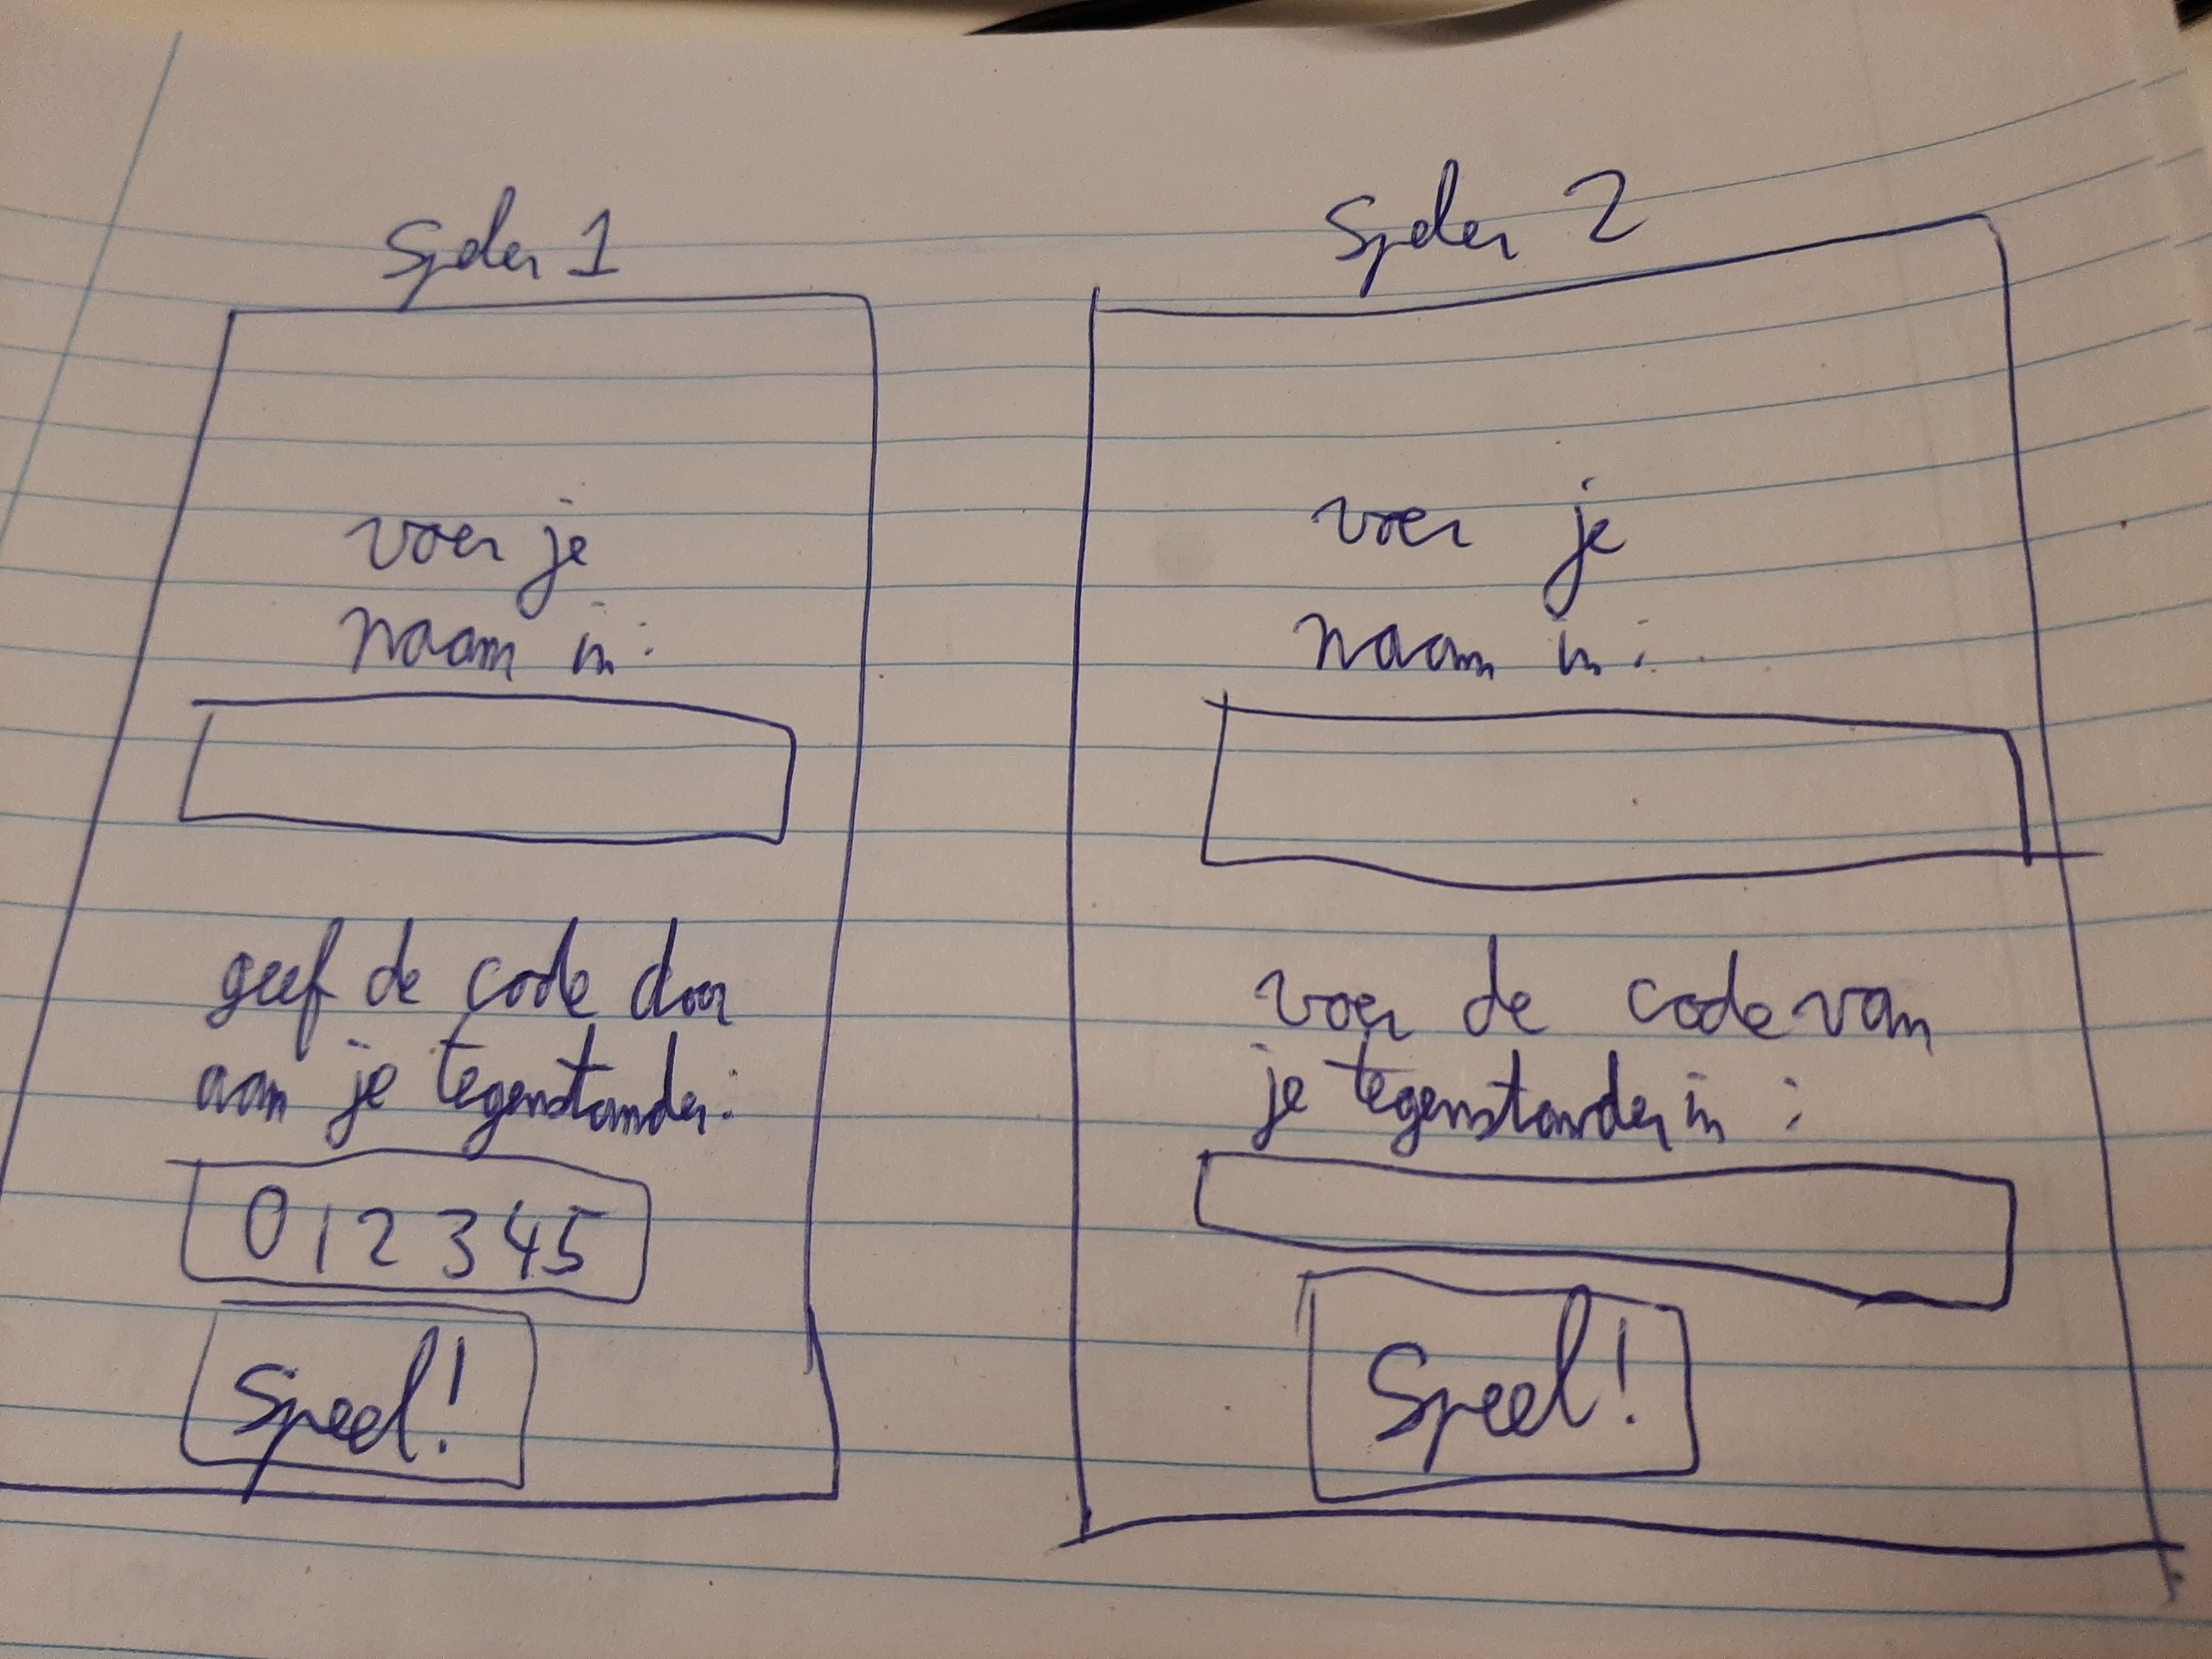 Speler 1
voer je
naam in:
geef de code door
aan je tegenstander:
012345
Speel!
Speler 2
voer je
naam in:
voer de code van
je tegenstander in:
Speel!